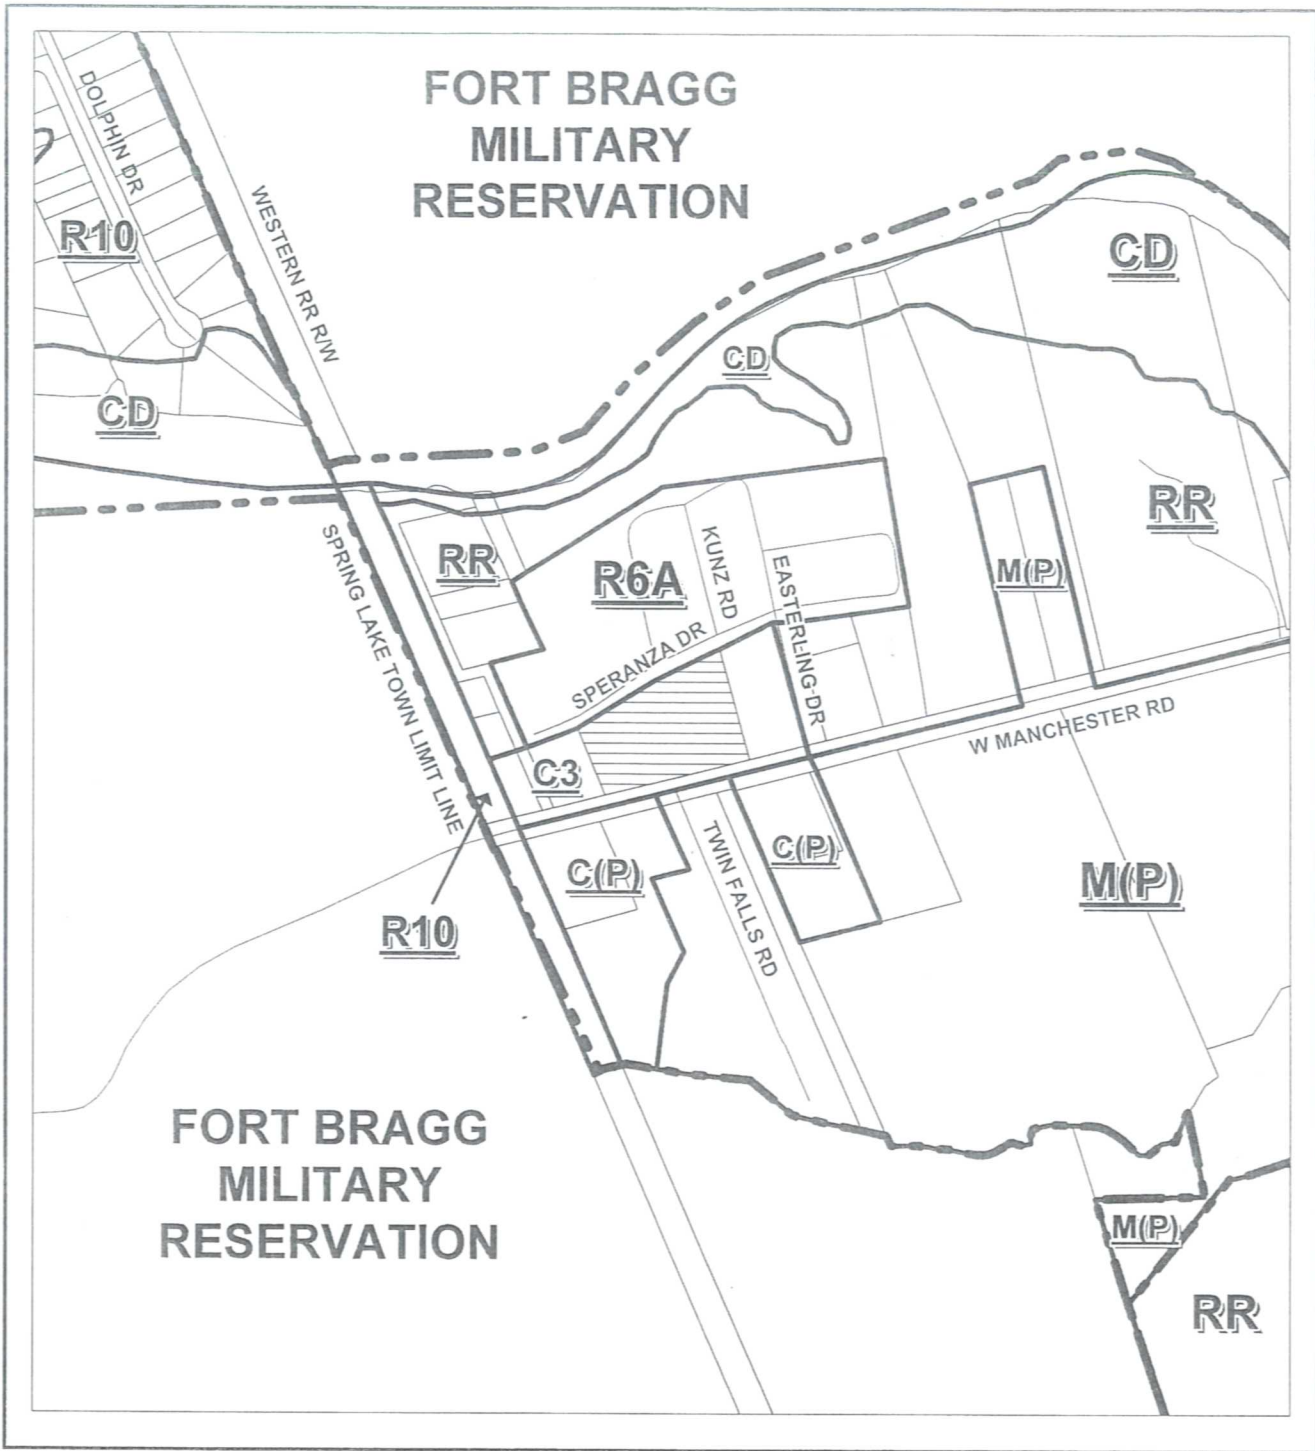 FORT BRAGG
MILITARY
RESERVATION
DOLPHIN DR
R10
WESTERN RR R/W
CD
CD
CD
SPRING LAKE TOWN LIMIT LINE
RR
R6A
KUNZ RD
EASTERLING DR
M(P)
RR
SPERANZA DR
W MANCHESTER RD
C3
C(P)
TWIN FALLS RD
C(P)
M(P)
R10
FORT BRAGG
MILITARY
RESERVATION
M(P)
RR